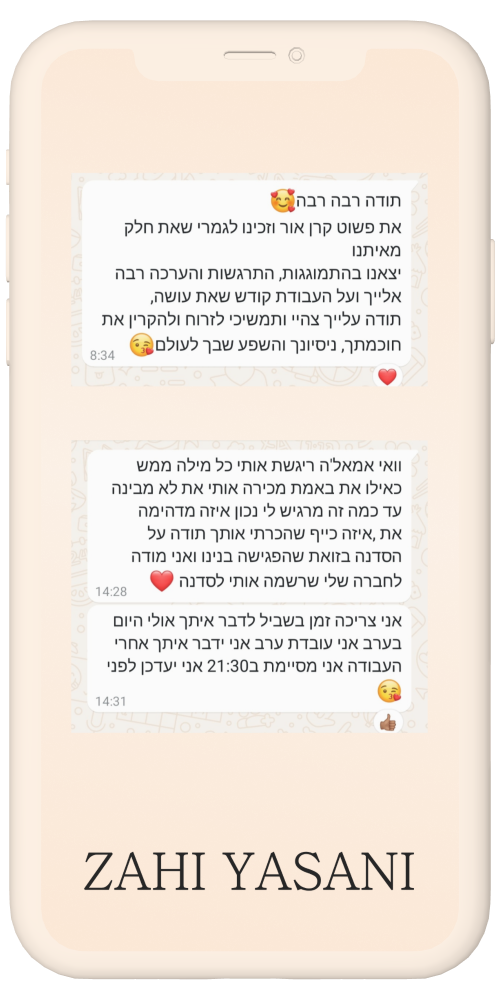 תודה רבה רבה🥰
את פשוט קרן אור וזכינו לגמרי שאת חלק
מאיתנו
יצאנו בהתמוגגות, התרגשות והערכה רבה
אלייך ועל העבודת קודש שאת עושה,
תודה עלייך צהיי ותמשיכי לזרוח ולהקרין את
חוכמתך, ניסיונך והשפע שבך לעולם😘
8:34
❤️
וואי אמאל'ה ריגשת אותי כל מילה ממש
כאילו את באמת מכירה אותי את לא מבינה
עד כמה זה מרגיש לי נכון איזה מדהימה
את ,איזה כייף שהכרתי אותך תודה על
הסדנה בזואת שהפגישה בנינו ואני מודה
לחברה שלי שרשמה אותי לסדנה ❤️
14:28
אני צריכה זמן בשביל לדבר איתך אולי היום
בערב אני עובדת ערב אני ידבר איתך אחרי
העבודה אני מסיימת ב21:30 אני יעדכן לפני
😘
14:31
👍🏽
ZAHI YASANI